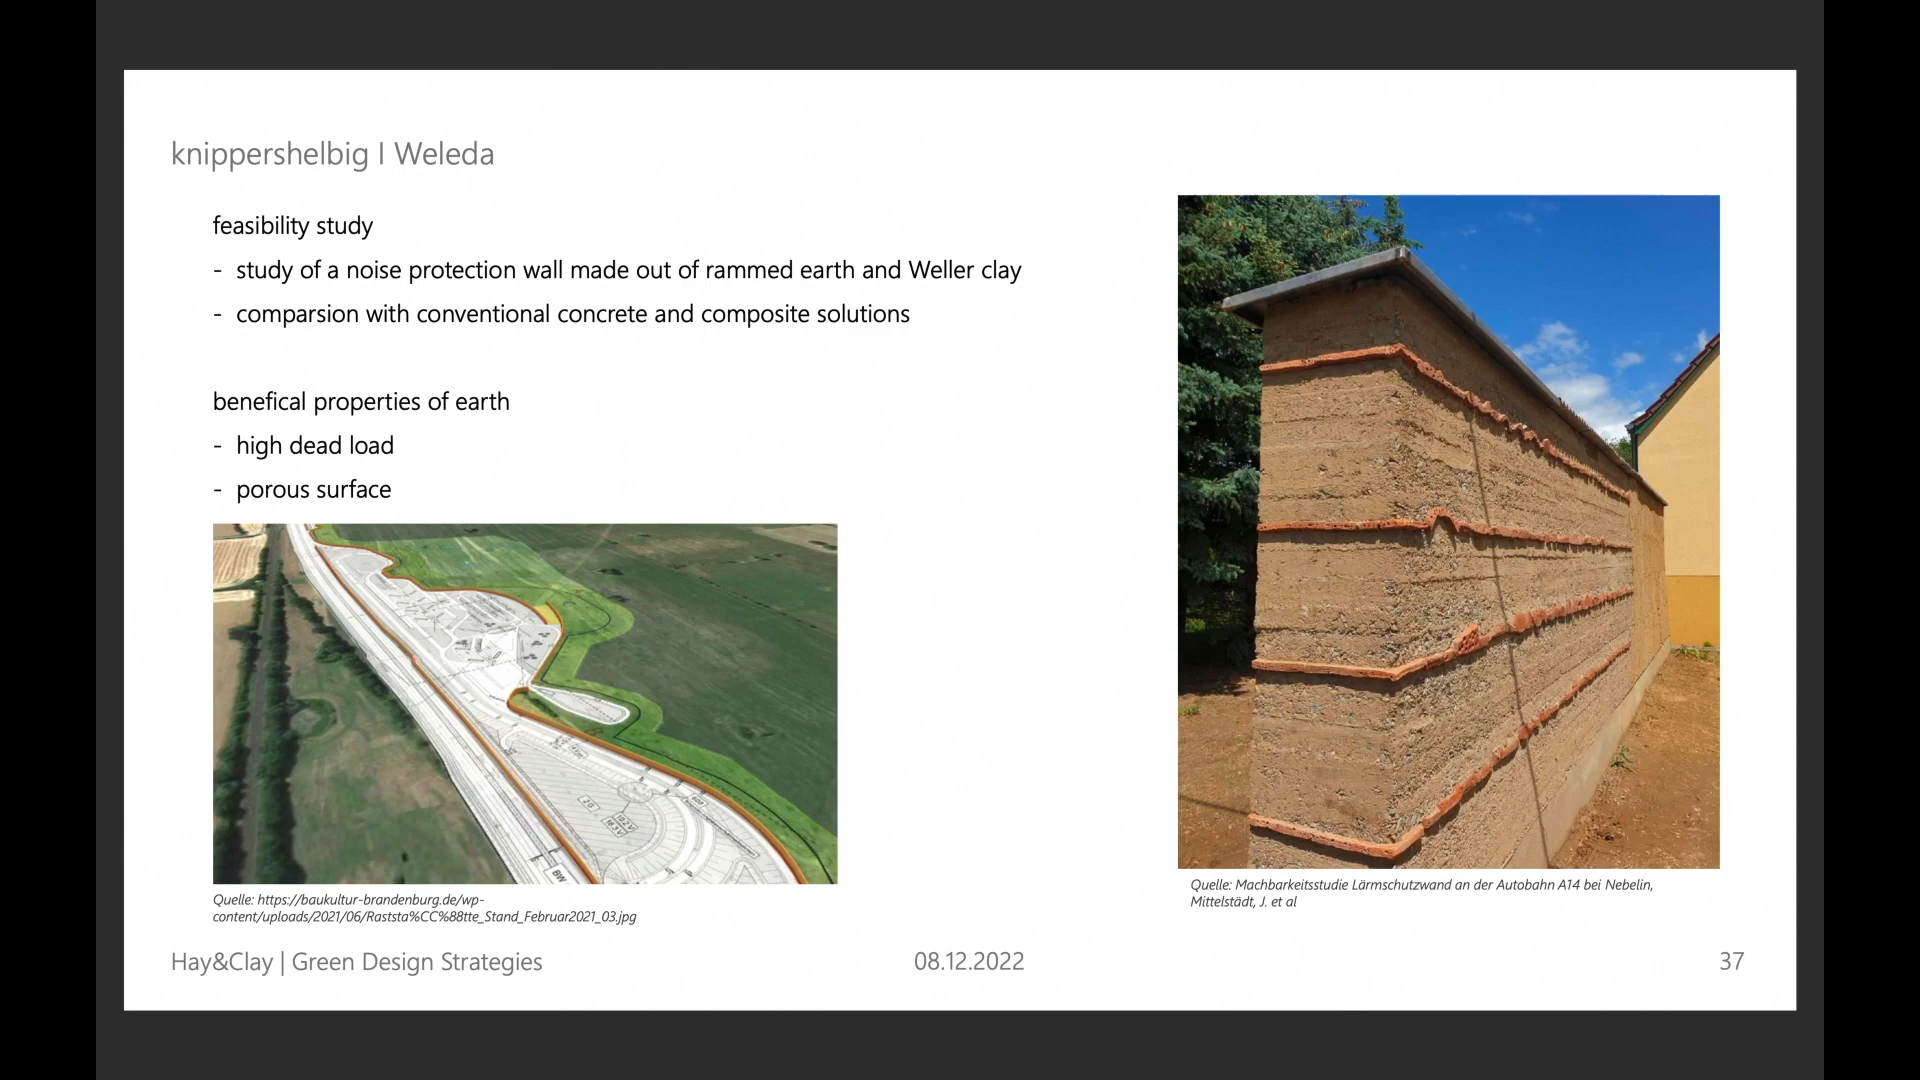 knippershelbig I Weleda
feasibility study
- study of a noise protection wall made out of rammed earth and Weller clay
- comparsion with conventional concrete and composite solutions
benefical properties of earth
- high dead load
- porous surface
BW
Quelle: https://baukultur-brandenburg.de/wp-
content/uploads/2021/06/Raststa%CC%88tte_Stand_Februar2021_03.jpg
Quelle: Machbarkeitsstudie Lärmschutzwand an der Autobahn A14 bei Nebelin,
Mittelstädt, J. et al
Hay&Clay | Green Design Strategies
08.12.2022
37